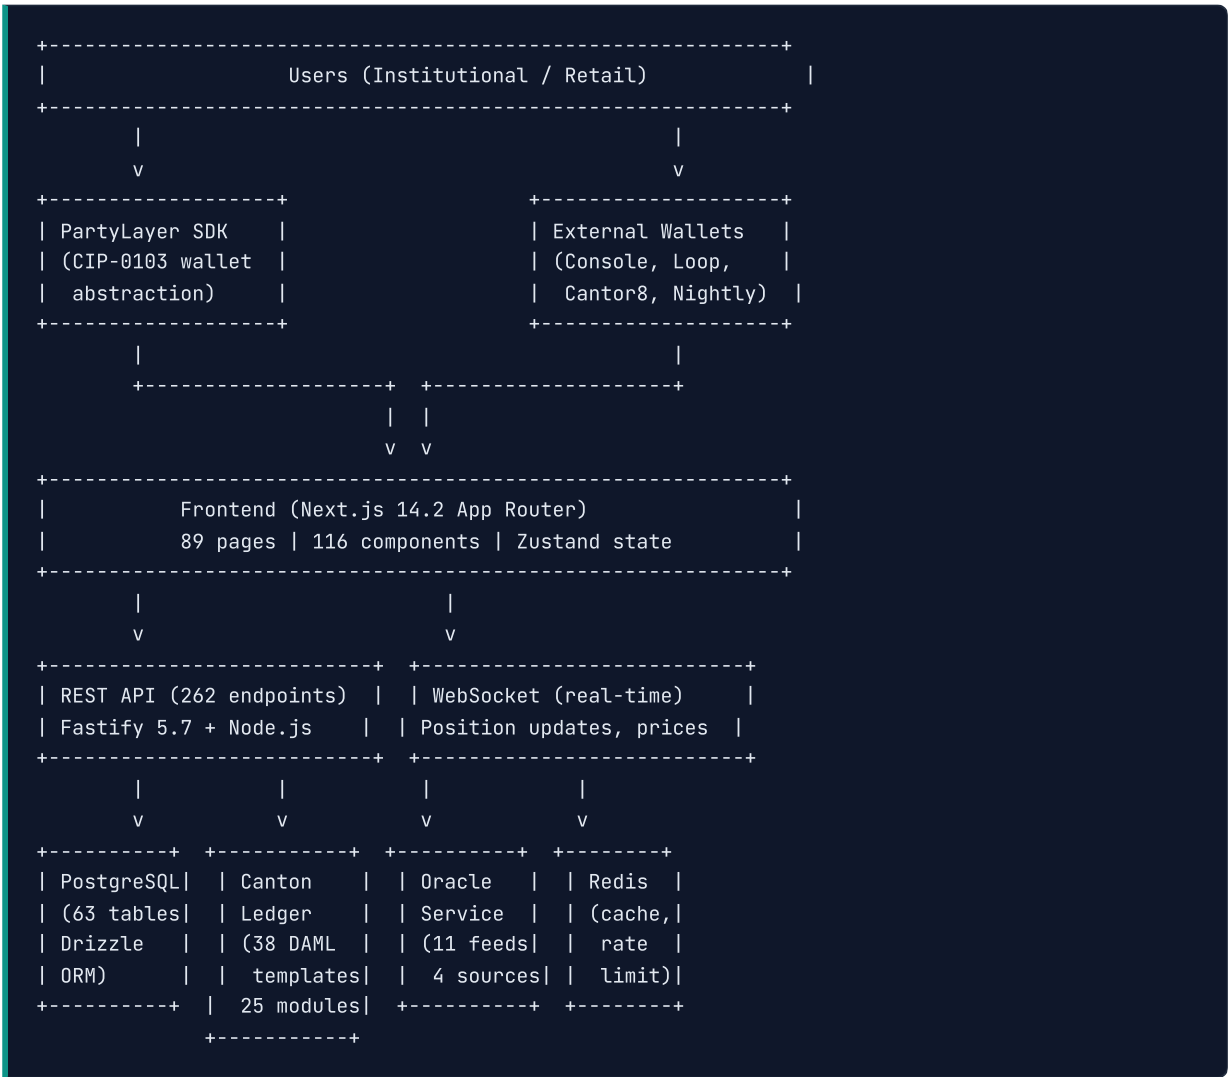 +-------------------------------------------------------------+
|                    Users (Institutional / Retail)             |
+-------------------------------------------------------------+
        |                                            |
        v                                            v
+-------------------+                    +--------------------+
| PartyLayer SDK    |                    | External Wallets   |
| (CIP-0103 wallet  |                    | (Console, Loop,    |
|  abstraction)     |                    |  Cantor8, Nightly)  |
+-------------------+                    +--------------------+
        |                                            |
        +--------------------+  +--------------------+
                             |  |
                             v  v
+-------------------------------------------------------------+
|           Frontend (Next.js 14.2 App Router)                 |
|           89 pages | 116 components | Zustand state          |
+-------------------------------------------------------------+
        |                         |
        v                         v
+---------------------------+  +---------------------------+
| REST API (262 endpoints)  |  | WebSocket (real-time)     |
| Fastify 5.7 + Node.js    |  | Position updates, prices  |
+---------------------------+  +---------------------------+
        |           |           |            |
        v           v           v            v
+----------+  +-----------+  +----------+  +--------+
| PostgreSQL|  | Canton    |  | Oracle   |  | Redis  |
| (63 tables|  | Ledger    |  | Service  |  | (cache,|
| Drizzle   |  | (38 DAML  |  | (11 feeds|  |  rate  |
| ORM)      |  |  templates|  |  4 sources| |  limit)|
+----------+  |  25 modules|  +----------+  +--------+
              +-----------+